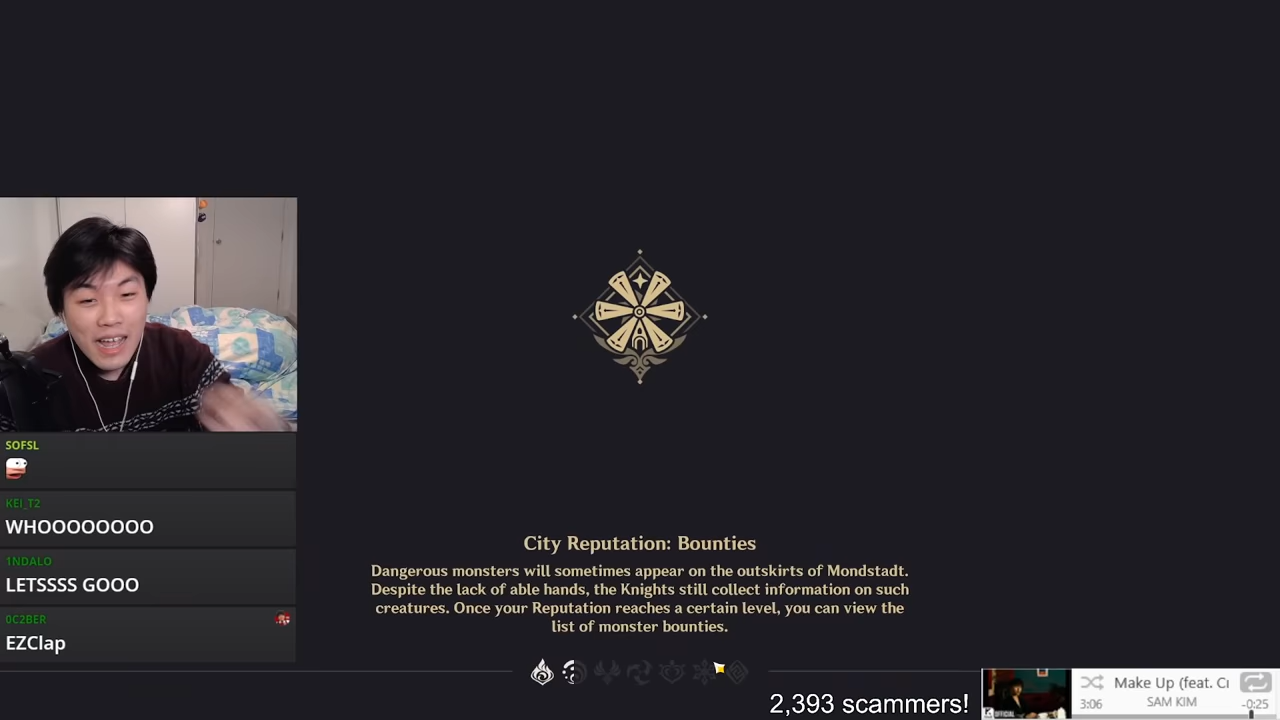 SOFSL
KEI_T2
WHOOOOOOOO
1NDALO
LETSSSS GOOO
0C2BER
EZClap
City Reputation: Bounties
Dangerous monsters will sometimes appear on the outskirts of Mondstadt.
Despite the lack of able hands, the Knights still collect information on such
creatures. Once your Reputation reaches a certain level, you can view the
list of monster bounties.
2,393 scammers!
OFFICIAL
Make Up (feat. Cr
3:06
SAM KIM
-0:25